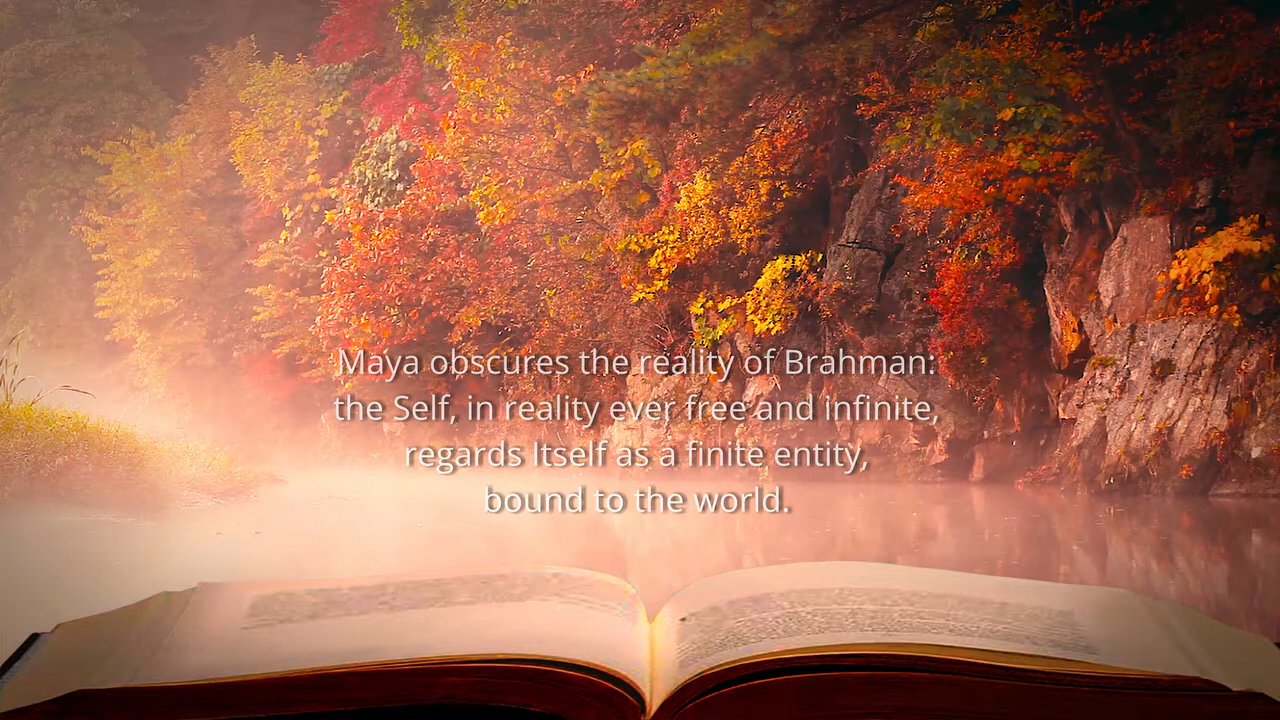 Maya obscures the reality of Brahman:
the Self, in reality ever free and infinite,
regards Itself as a finite entity,
bound to the world.